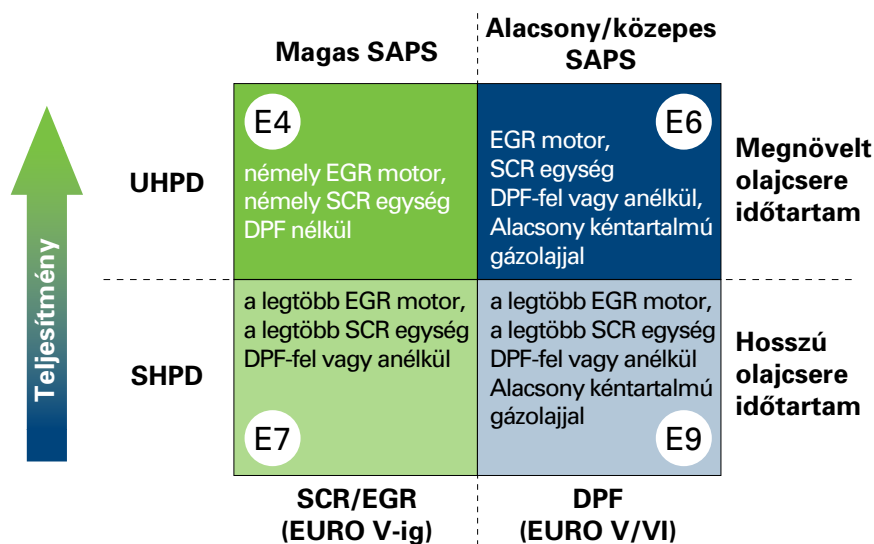 Magas SAPS
Alacsony/közepes
SAPS
Teljesítmény
UHPD
E4
némely EGR motor,
némely SCR egység
DPF nélkül
E6
EGR motor,
SCR egység
DPF-fel vagy anélkül,
Alacsony kéntartalmú
gázolajjal
Megnövelt
olajcsere
időtartam
SHPD
a legtöbb EGR motor,
a legtöbb SCR egység
DPF-fel vagy anélkül
E7
a legtöbb EGR motor,
a legtöbb SCR egység
DPF-fel vagy anélkül
Alacsony kéntartalmú
gázolajjal
E9
Hosszú
olajcsere
időtartam
SCR/EGR
(EURO V-ig)
DPF
(EURO V/VI)